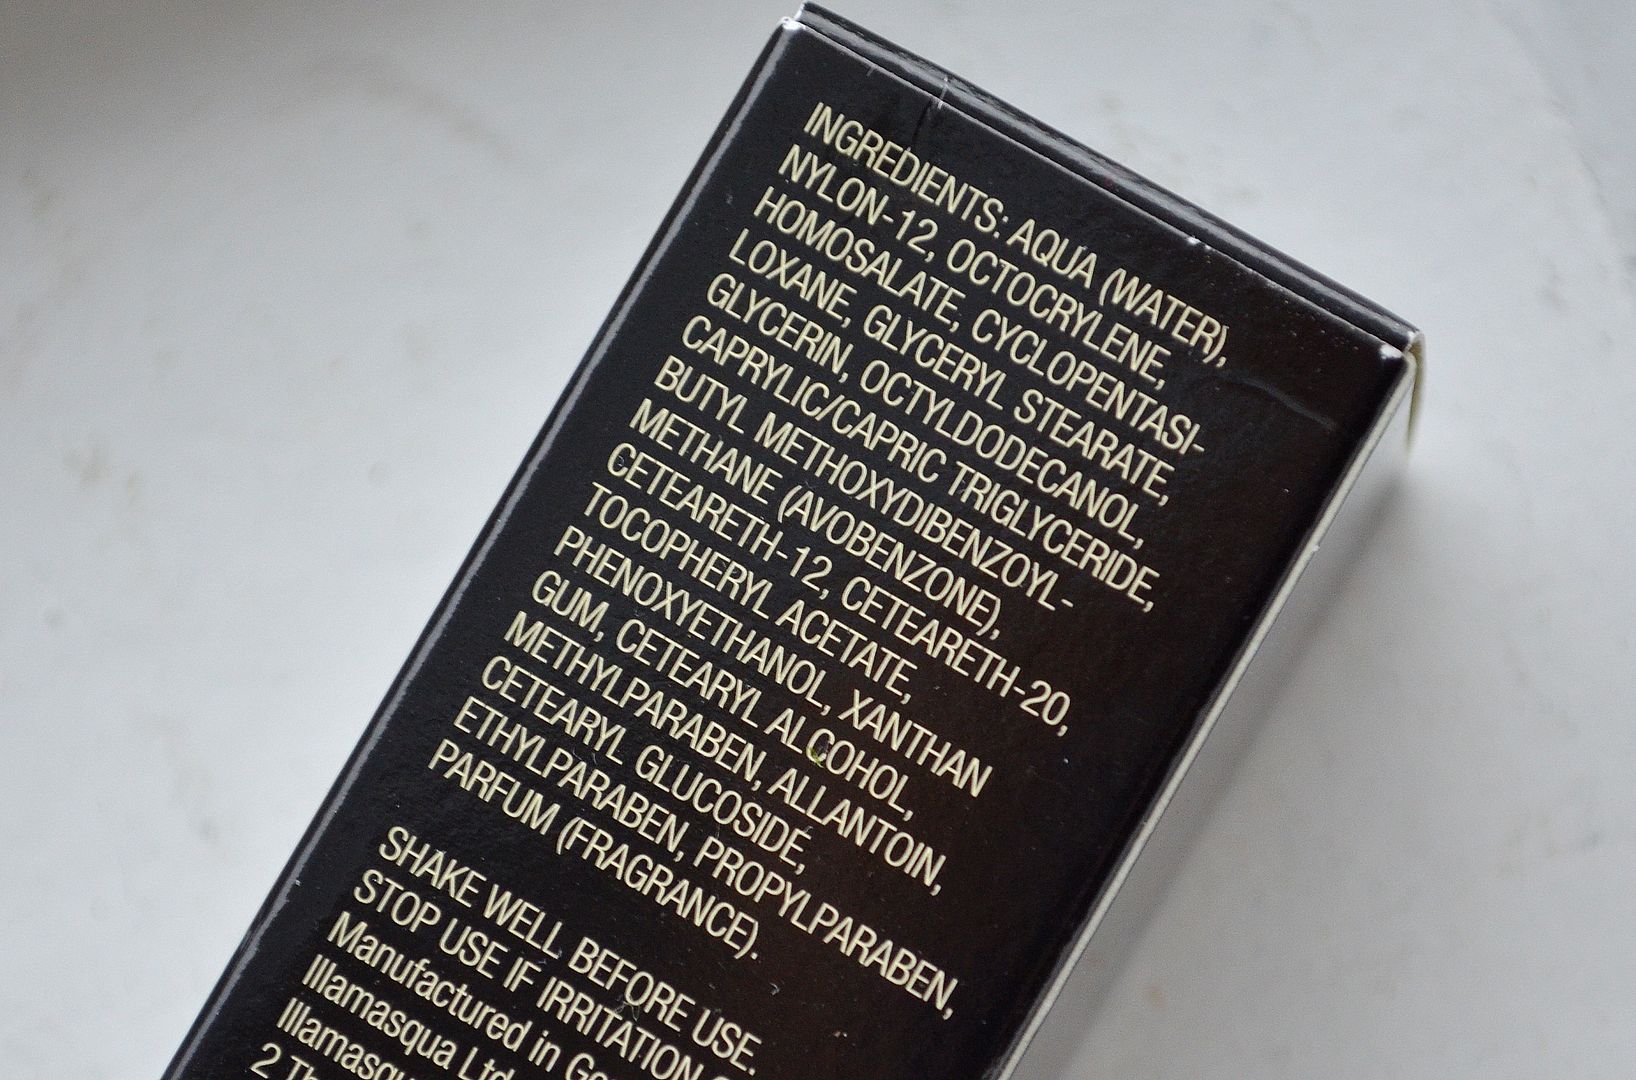 INGREDIENTS: AQUA (WATER),
NYLON-12, OCTOCRYLENE,
HOMOSALATE, CYCLOPENTASI-
LOXANE, GLYCERYL STEARATE,
GLYCERIN, OCTYLDODECANOL,
CAPRYLIC/CAPRIC TRIGLYCERIDE,
BUTYL METHOXYDIBENZOYL-
METHANE (AVOBENZONE),
CETEARETH-12, CETEARETH-20,
TOCOPHERYL ACETATE,
PHENOXYETHANOL, XANTHAN
GUM, CETEARYL ALCOHOL,
METHYLPARABEN, ALLANTOIN,
CETEARYL GLUCOSIDE,
ETHYLPARABEN, PROPYLPARABEN,
PARFUM (FRAGRANCE).
SHAKE WELL BEFORE USE.
STOP USE IF IRRITATION
Manufactured in
Illamasqua Ltd
2